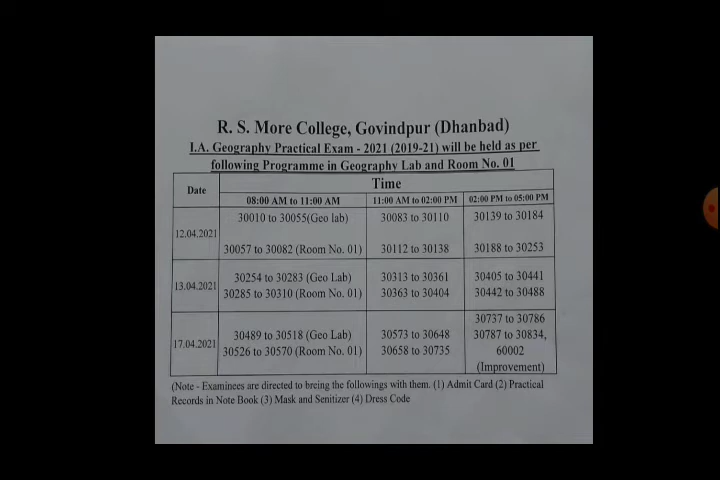 R. S. More College, Govindpur (Dhanbad)
I.A. Geography Practical Exam - 2021 (2019-21) will be held as per
following Programme in Geography Lab and Room No. 01
Date
Time
08:00 AM to 11:00 AM 11:00 AM to 02:00 PM 02:00 PM to 05:00 PM
12.04.2021
30010 to 30055(Geo lab) 30083 to 30110 30139 to 30184
30057 to 30082 (Room No. 01) 30112 to 30138 30188 to 30253
13.04.2021
30254 to 30283 (Geo Lab) 30313 to 30361 30405 to 30441
30285 to 30310 (Room No. 01) 30363 to 30404 30442 to 30488
17.04.2021
30737 to 30786
30489 to 30518 (Geo Lab) 30573 to 30648 30787 to 30834,
30526 to 30570 (Room No. 01) 30658 to 30735 60002
(Improvement)
(Note - Examinees are directed to breing the followings with them. (1) Admit Card (2) Practical
Records in Note Book (3) Mask and Senitizer (4) Dress Code